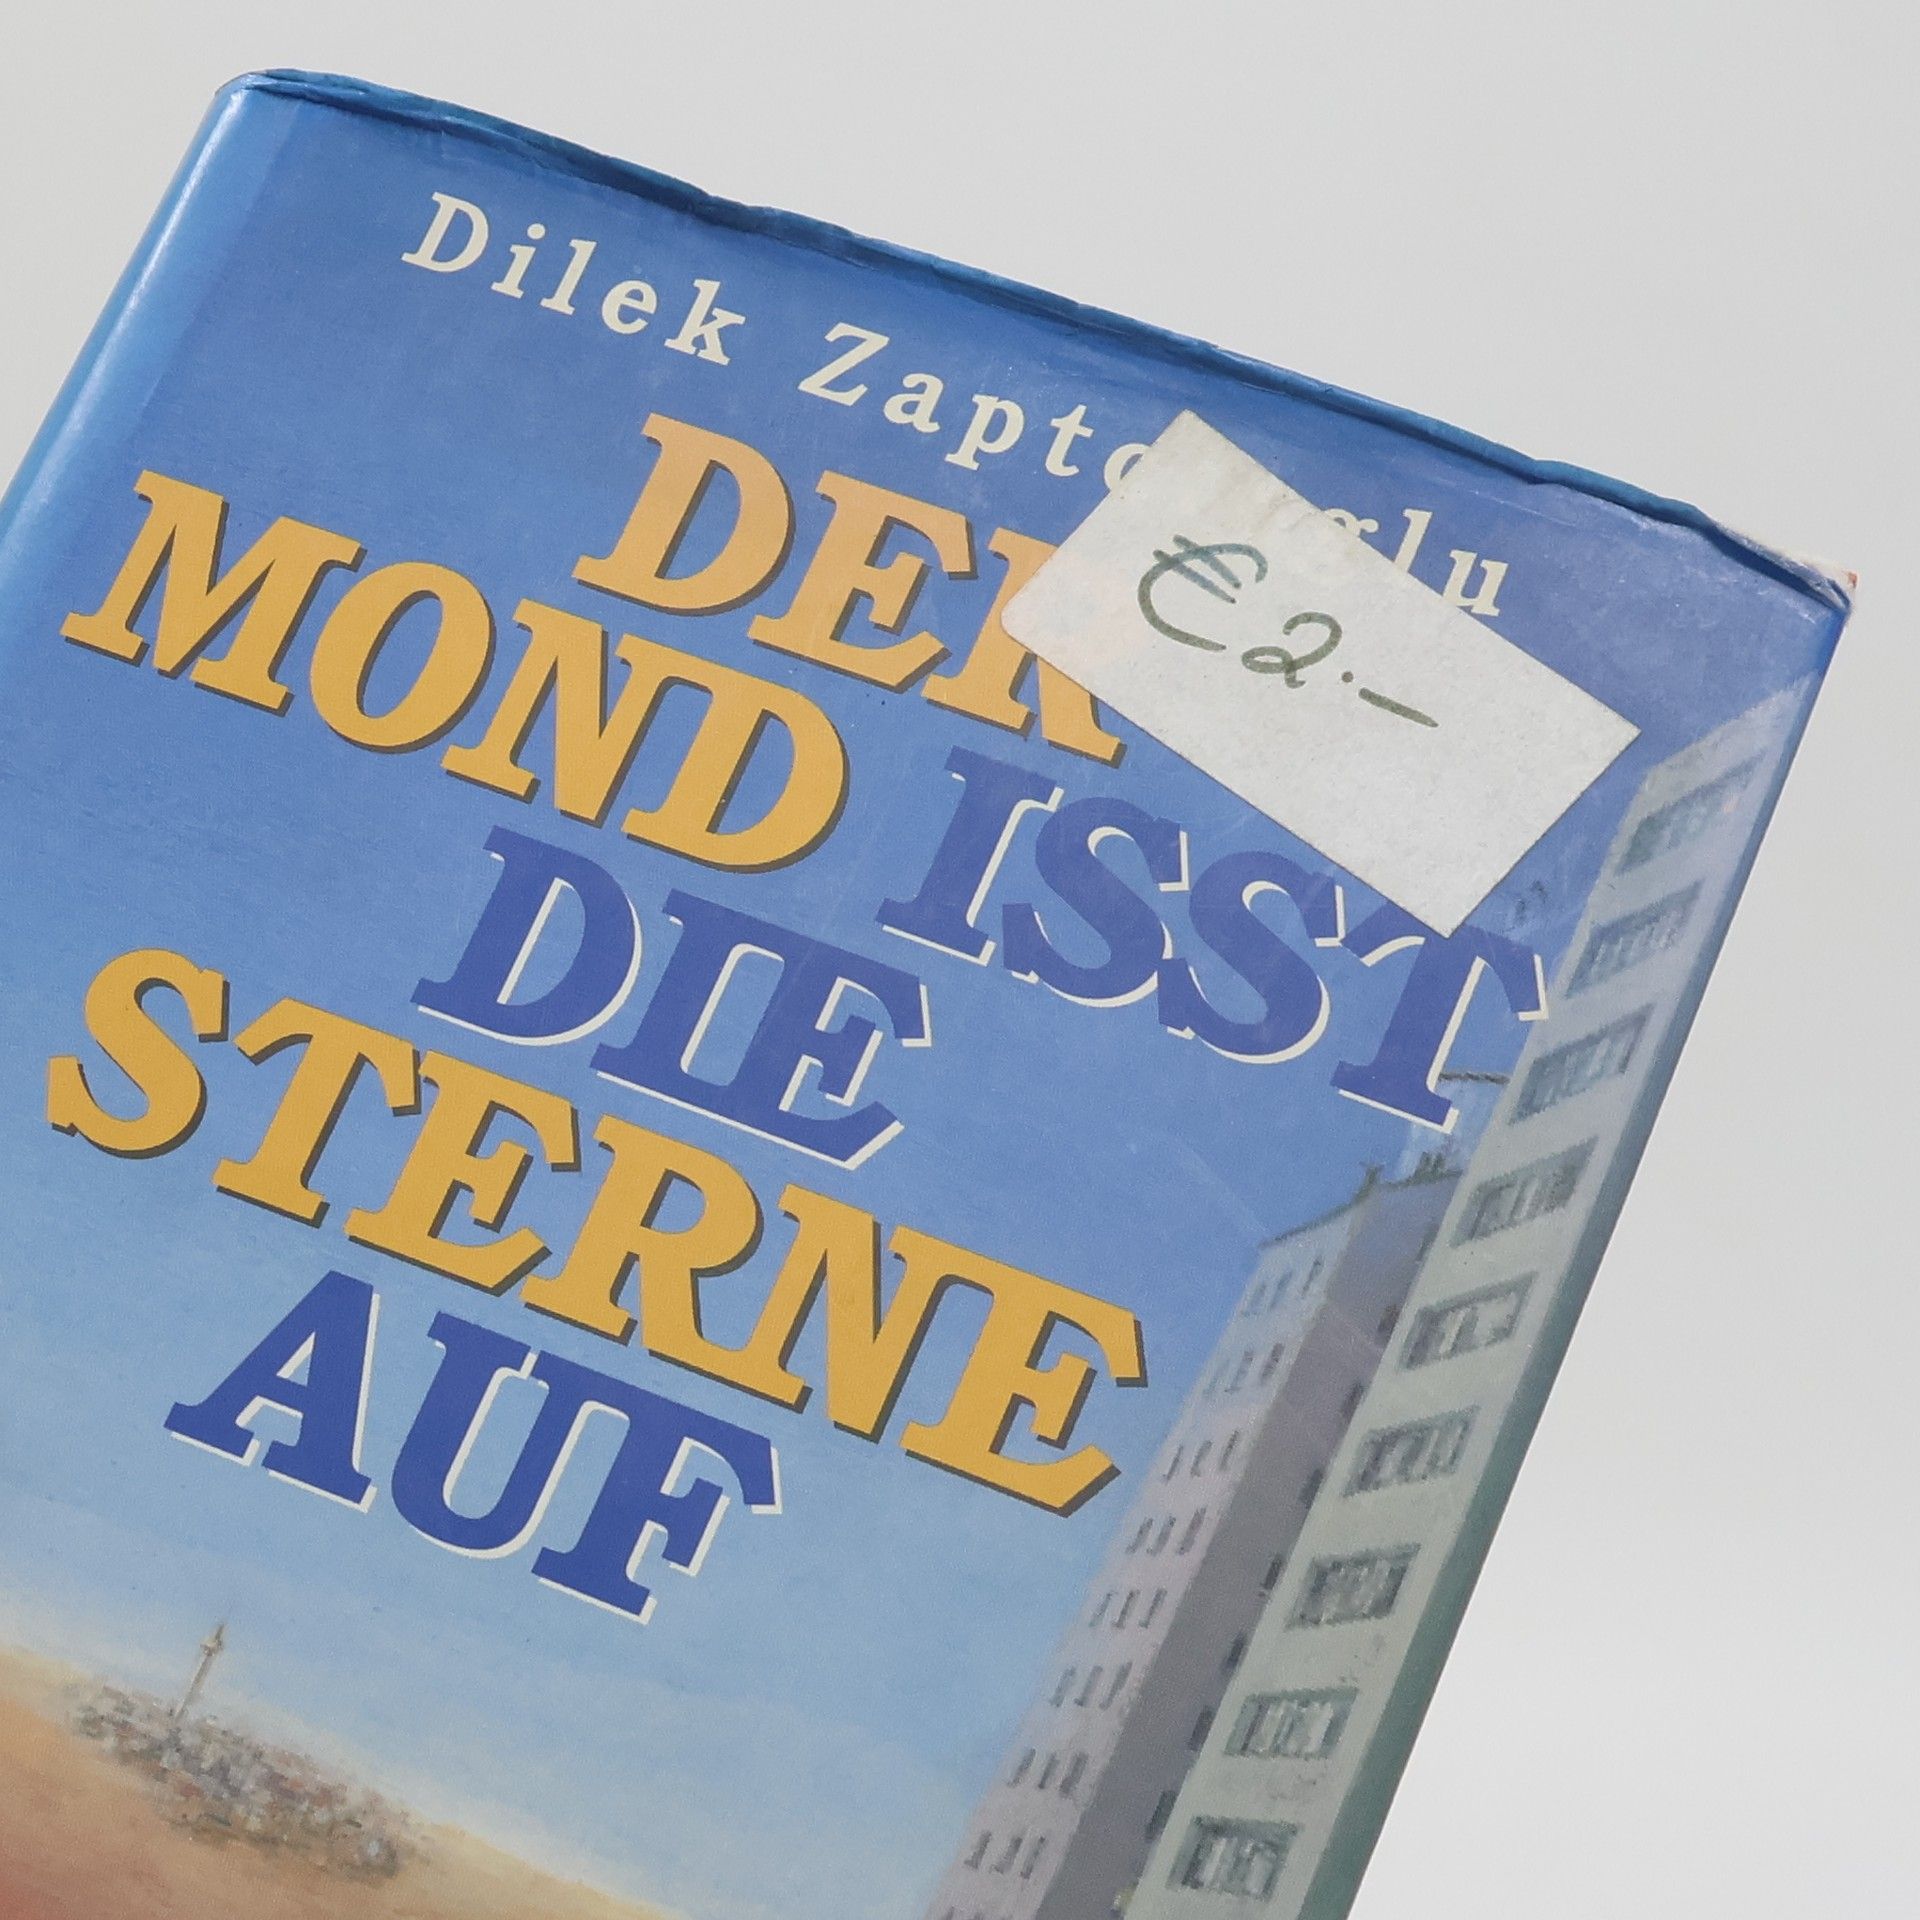 Dilek
DER
MOND ISST
DIE
STERNE
AUF
€ 2.–